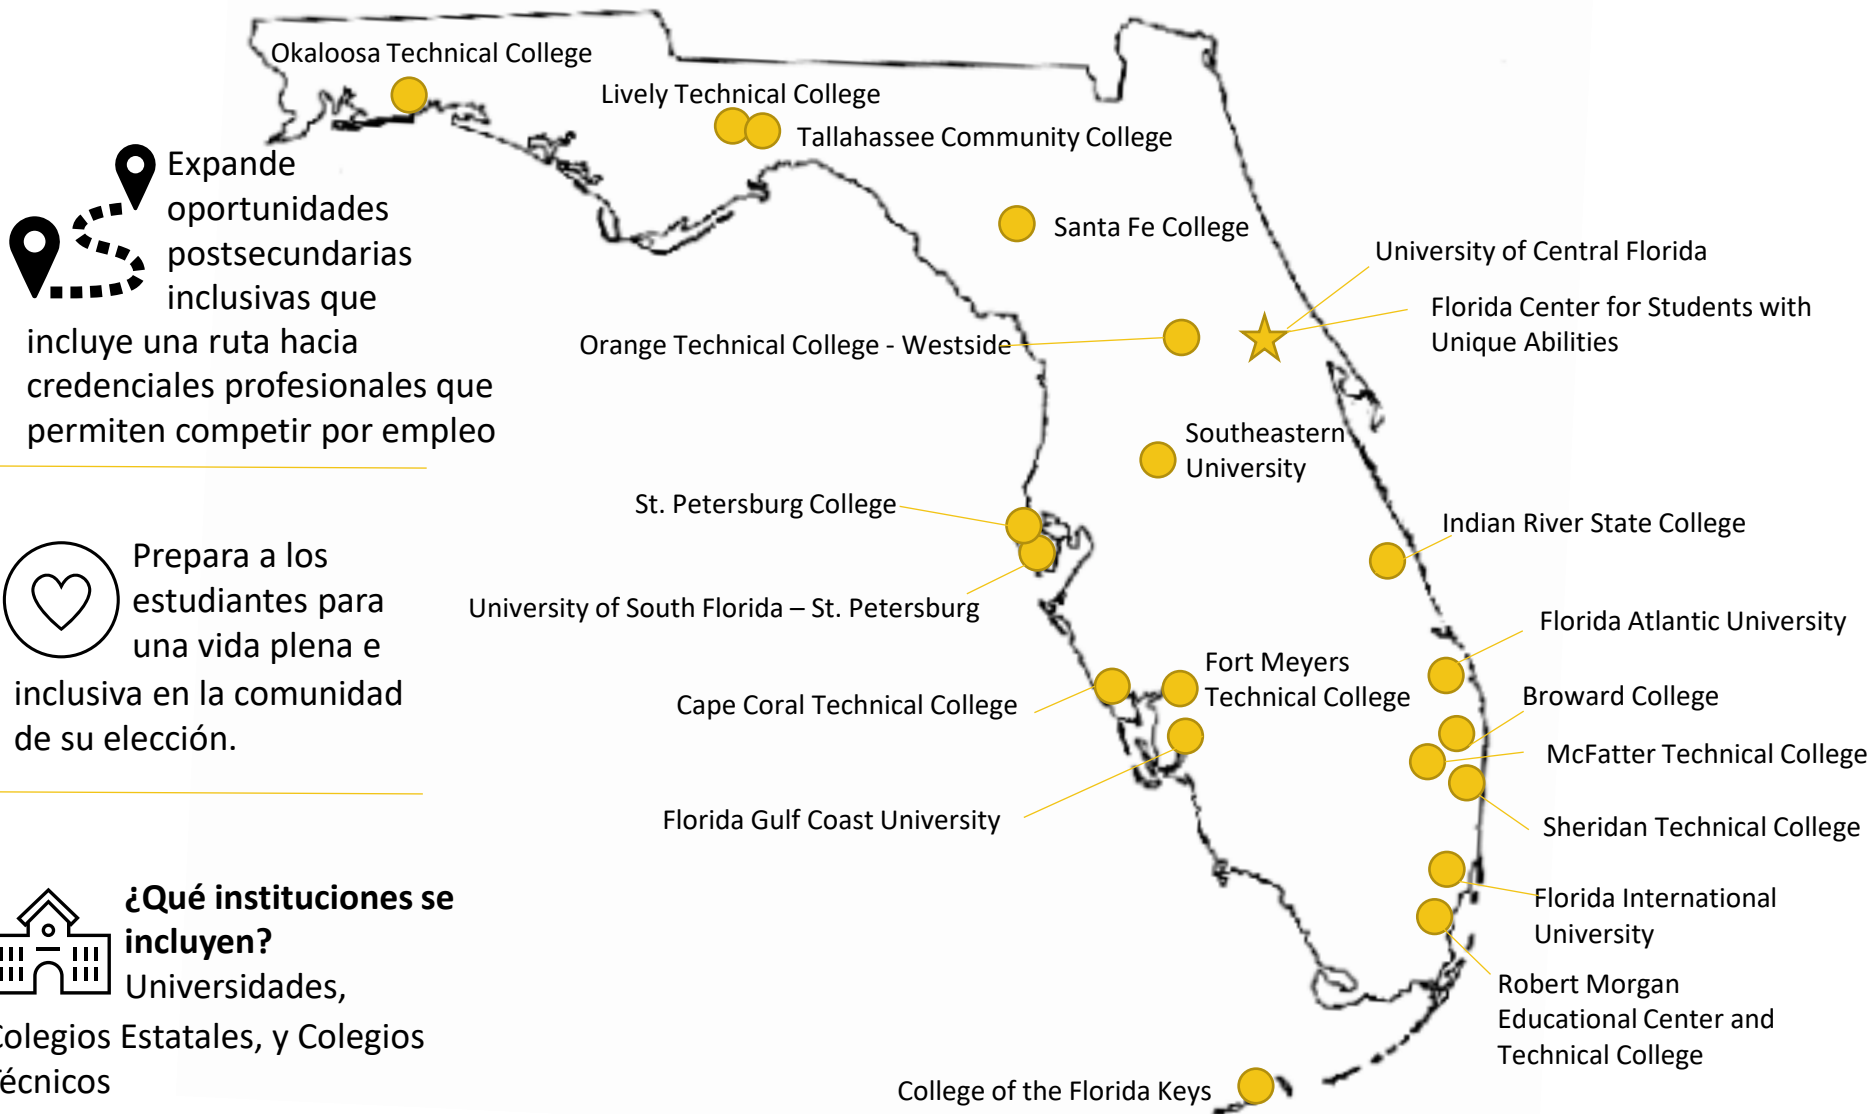 Okaloosa Technical College
Lively Technical College
Tallahassee Community College
Expande
oportunidades
postsecundarias
inclusivas que
incluye una ruta hacia
credenciales profesionales que
permiten competir por empleo
Santa Fe College
University of Central Florida
Florida Center for Students with
Unique Abilities
Orange Technical College - Westside
Southeastern
University
St. Petersburg College
Indian River State College
Prepara a los
estudiantes para
una vida plena e
inclusiva en la comunidad
de su elección.
University of South Florida – St. Petersburg
Florida Atlantic University
Fort Meyers
Technical College
Cape Coral Technical College
Broward College
McFatter Technical College
Florida Gulf Coast University
Sheridan Technical College
¿Qué instituciones se
incluyen?
Universidades,
Colegios Estatales, y Colegios
Técnicos
Florida International
University
Robert Morgan
Educational Center and
Technical College
College of the Florida Keys